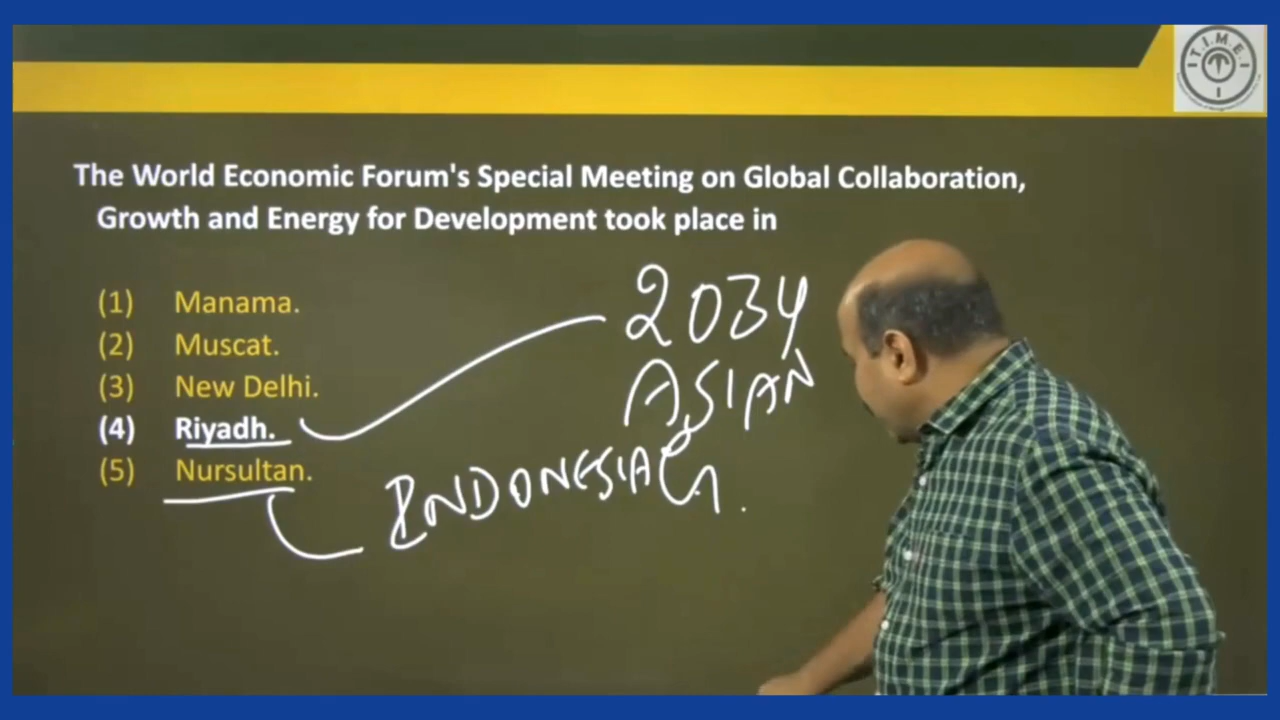 T.I.M.E.
The World Economic Forum's Special Meeting on Global Collaboration,
Growth and Energy for Development took place in
(1) Manama.
(2) Muscat.
(3) New Delhi.
(4) Riyadh.
(5) Nursultan.
2034
ASIAN
INDONESIA